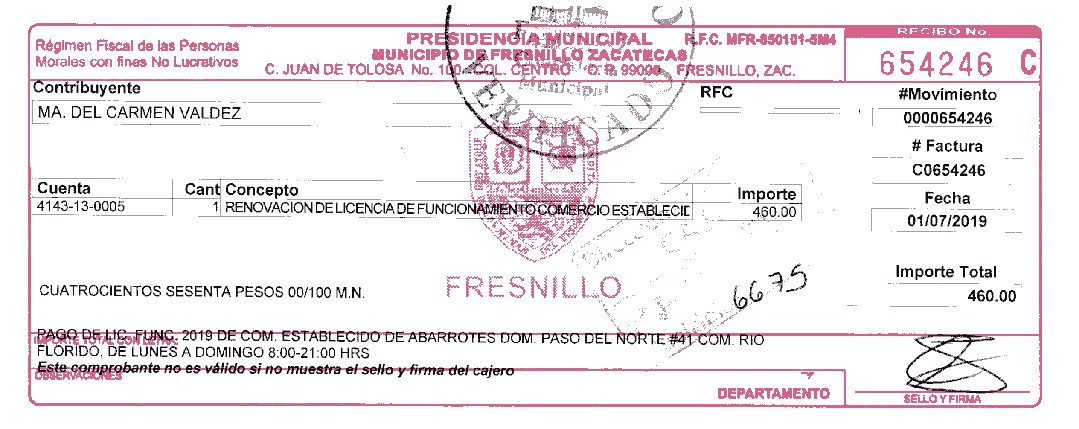 Régimen Fiscal de las Personas
Morales con fines No Lucrativos
PRESIDENCIA MUNICIPAL R.F.C. MFR-850101-5M4
MUNICIPIO DE FRESNILLO ZACATECAS
C. JUAN DE TOLOSA No. 100 COL. CENTRO C.P. 99000 FRESNILLO, ZAC.
RECIBO No.
654246 C
VERIFICADO
Municipal
Contribuyente
MA. DEL CARMEN VALDEZ
RFC
#Movimiento
0000654246
# Factura
C0654246
Fecha
01/07/2019
Cuenta Cant Concepto Importe
4143-13-0005 1 RENOVACION DE LICENCIA DE FUNCIONAMIENTO COMERCIO ESTABLECIE 460.00
FRESNILLO
6675
Importe Total
460.00
CUATROCIENTOS SESENTA PESOS 00/100 M.N.
IMPORTE TOTAL CON LETRA:
PAGO DE LIC. FUNC. 2019 DE COM. ESTABLECIDO DE ABARROTES DOM. PASO DEL NORTE #41 COM. RIO
FLORIDO, DE LUNES A DOMINGO 8:00-21:00 HRS
Este comprobante no es válido si no muestra el sello y firma del cajero
OBSERVACIONES
DEPARTAMENTO
SELLO Y FIRMA